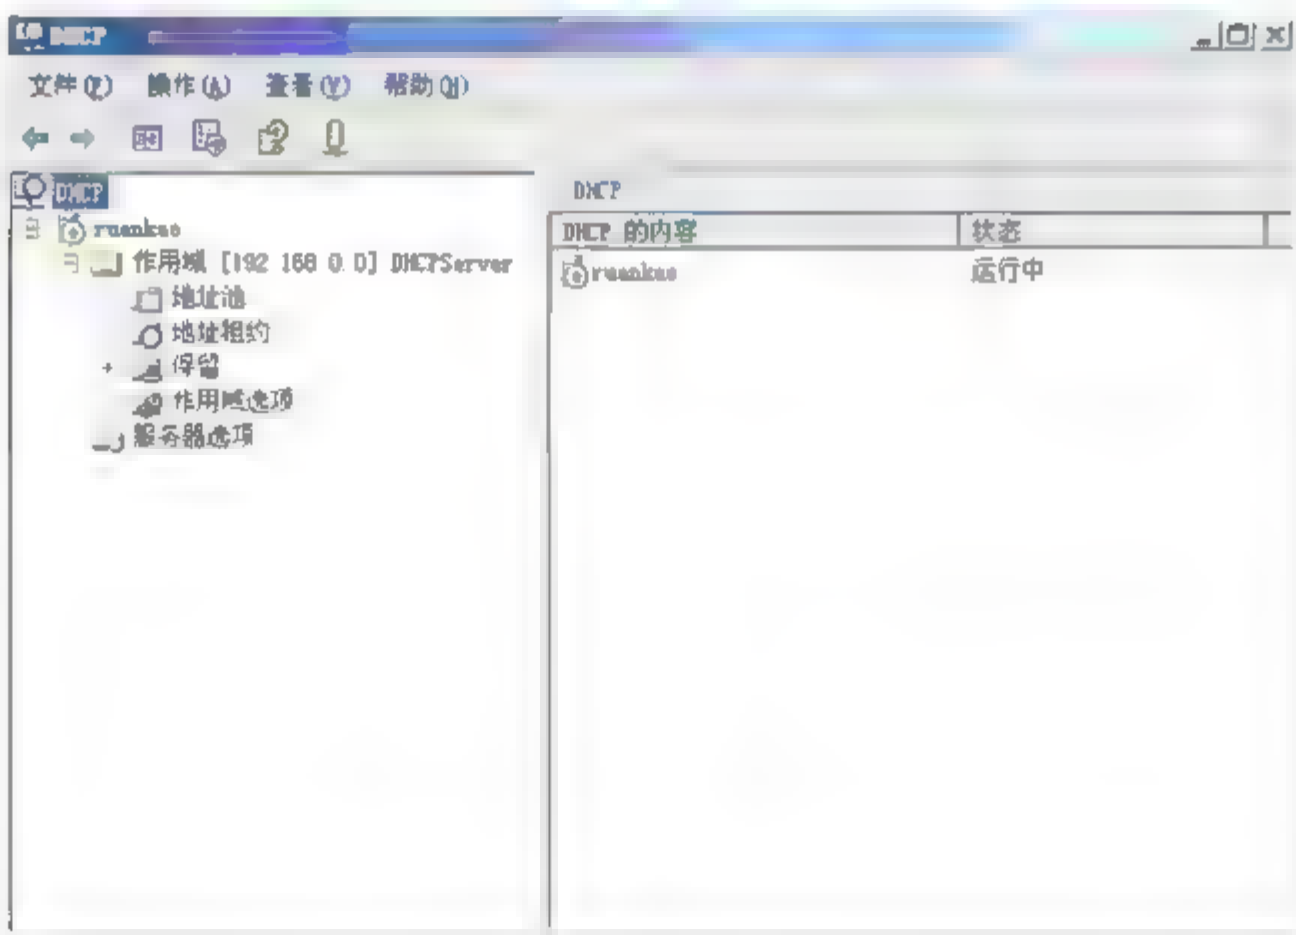 DHCP
文件(F) 操作(A) 查看(V) 帮助(H)
DHCP
ruankao
作用域 [192.168.0.0] DHCPServer
地址池
地址租约
保留
作用域选项
服务器选项
DHCP
DHCP 的内容 状态
ruankao 运行中